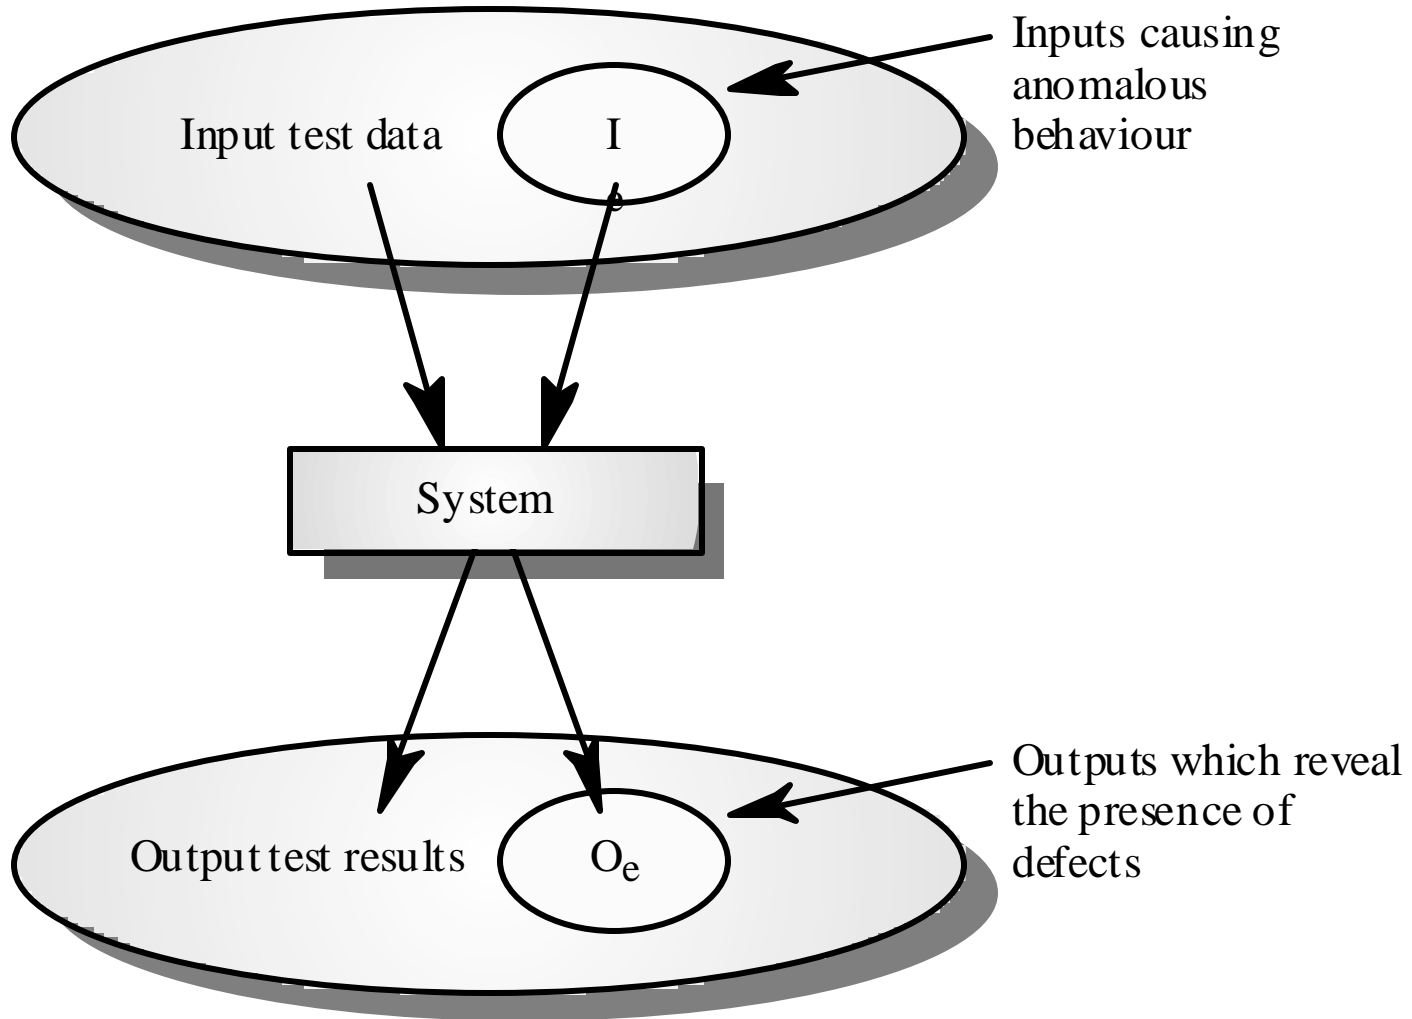 Inputs causing
anomalous
behaviour
Input test data
I
e
System
Outputs which reveal
the presence of
defects
Output test results
Oe